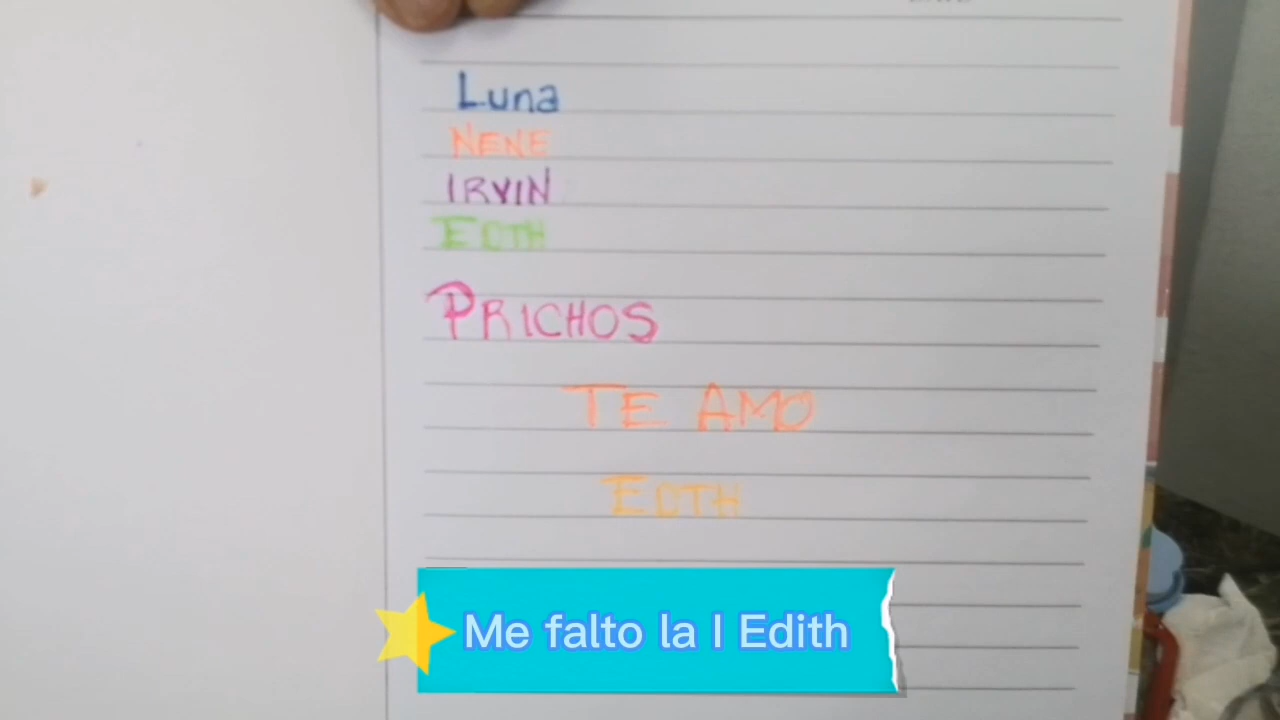 Luna
NENE
IRVIN
EDTH
PRICHOS
TE AMO
EDTH
Me falto la I Edith